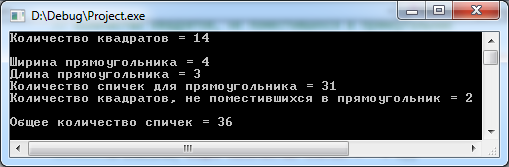 D:\Debug\Project.exe
Количество квадратов = 14
Ширина прямоугольника = 4
Длина прямоугольника = 3
Количество спичек для прямоугольника = 31
Количество квадратов, не поместившихся в прямоугольник = 2
Общее количество спичек = 36